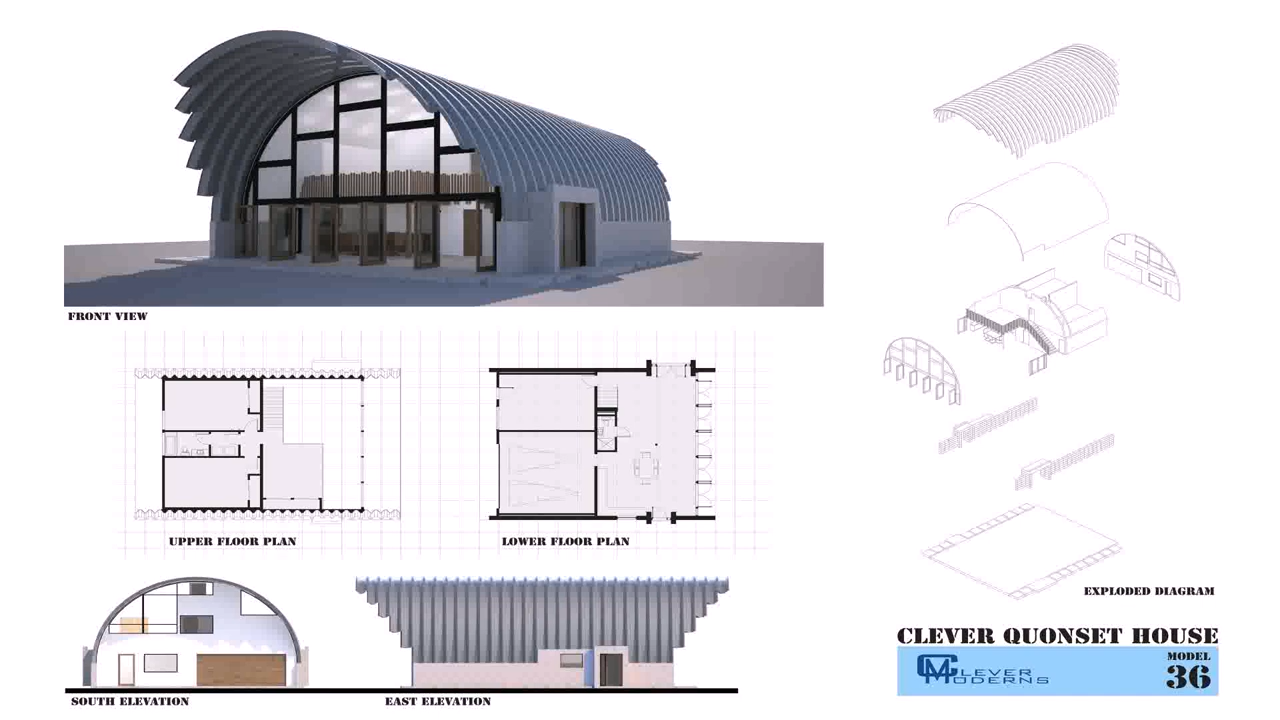 FRONT VIEW
UPPER FLOOR PLAN
LOWER FLOOR PLAN
SOUTH ELEVATION
EAST ELEVATION
EXPLODED DIAGRAM
CLEVER QUONSET HOUSE
CLEVER
MODERNS
MODEL
36